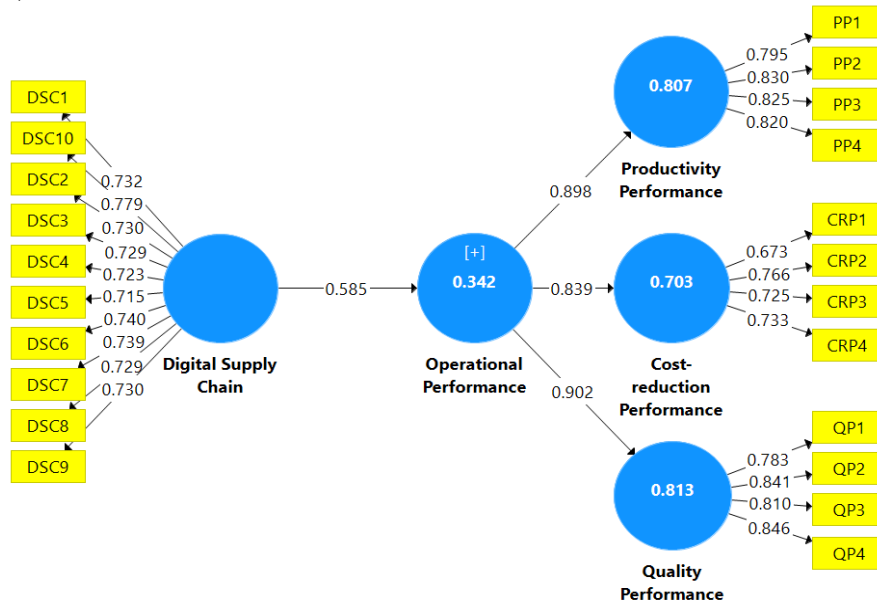 DSC1
DSC10
DSC2
DSC3
DSC4
DSC5
DSC6
DSC7
DSC8
DSC9
0.732
0.779
0.730
0.729
0.723
0.715
0.740
0.739
0.729
0.730
Digital Supply
Chain
0.585
[+]
0.342
Operational
Performance
0.898
0.839
0.902
0.807
Productivity
Performance
0.795
0.830
0.825
0.820
PP1
PP2
PP3
PP4
0.703
Cost-
reduction
Performance
0.673
0.766
0.725
0.733
CRP1
CRP2
CRP3
CRP4
0.813
Quality
Performance
0.783
0.841
0.810
0.846
QP1
QP2
QP3
QP4